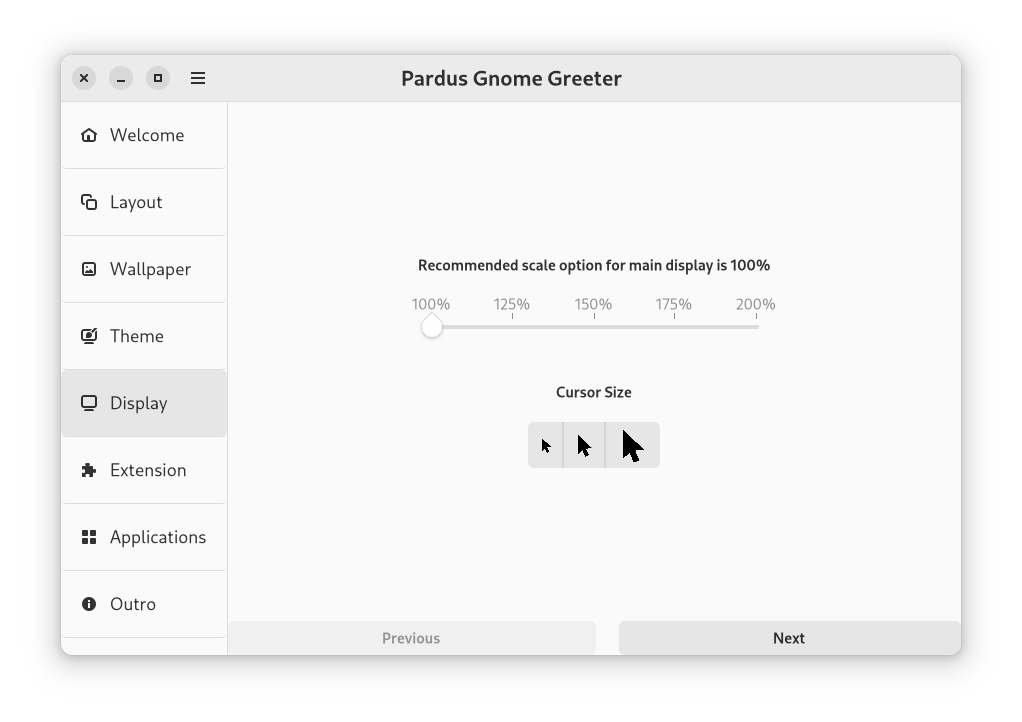 Pardus Gnome Greeter
Welcome
Layout
Wallpaper
Theme
Display
Extension
Applications
Outro
Recommended scale option for main display is 100%
100% 125% 150% 175% 200%
Cursor Size
Previous
Next